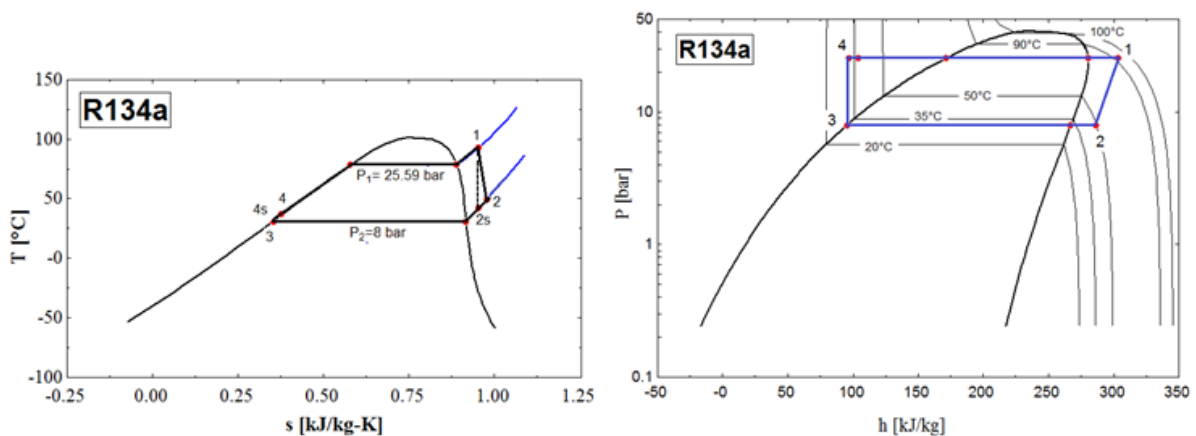 R134a
150
100
50
-0
-50
-100
T [°C]
4s
4
3
1
2
2s
P1= 25.59 bar
P2=8 bar
-0.25
0.00
0.25
0.50
0.75
1.00
1.25
s [kJ/kg-K]
R134a
50
10
1
0.1
P [bar]
4
3
1
2
100°C
90°C
50°C
35°C
20°C
-50
0
50
100
150
200
250
300
350
h [kJ/kg]